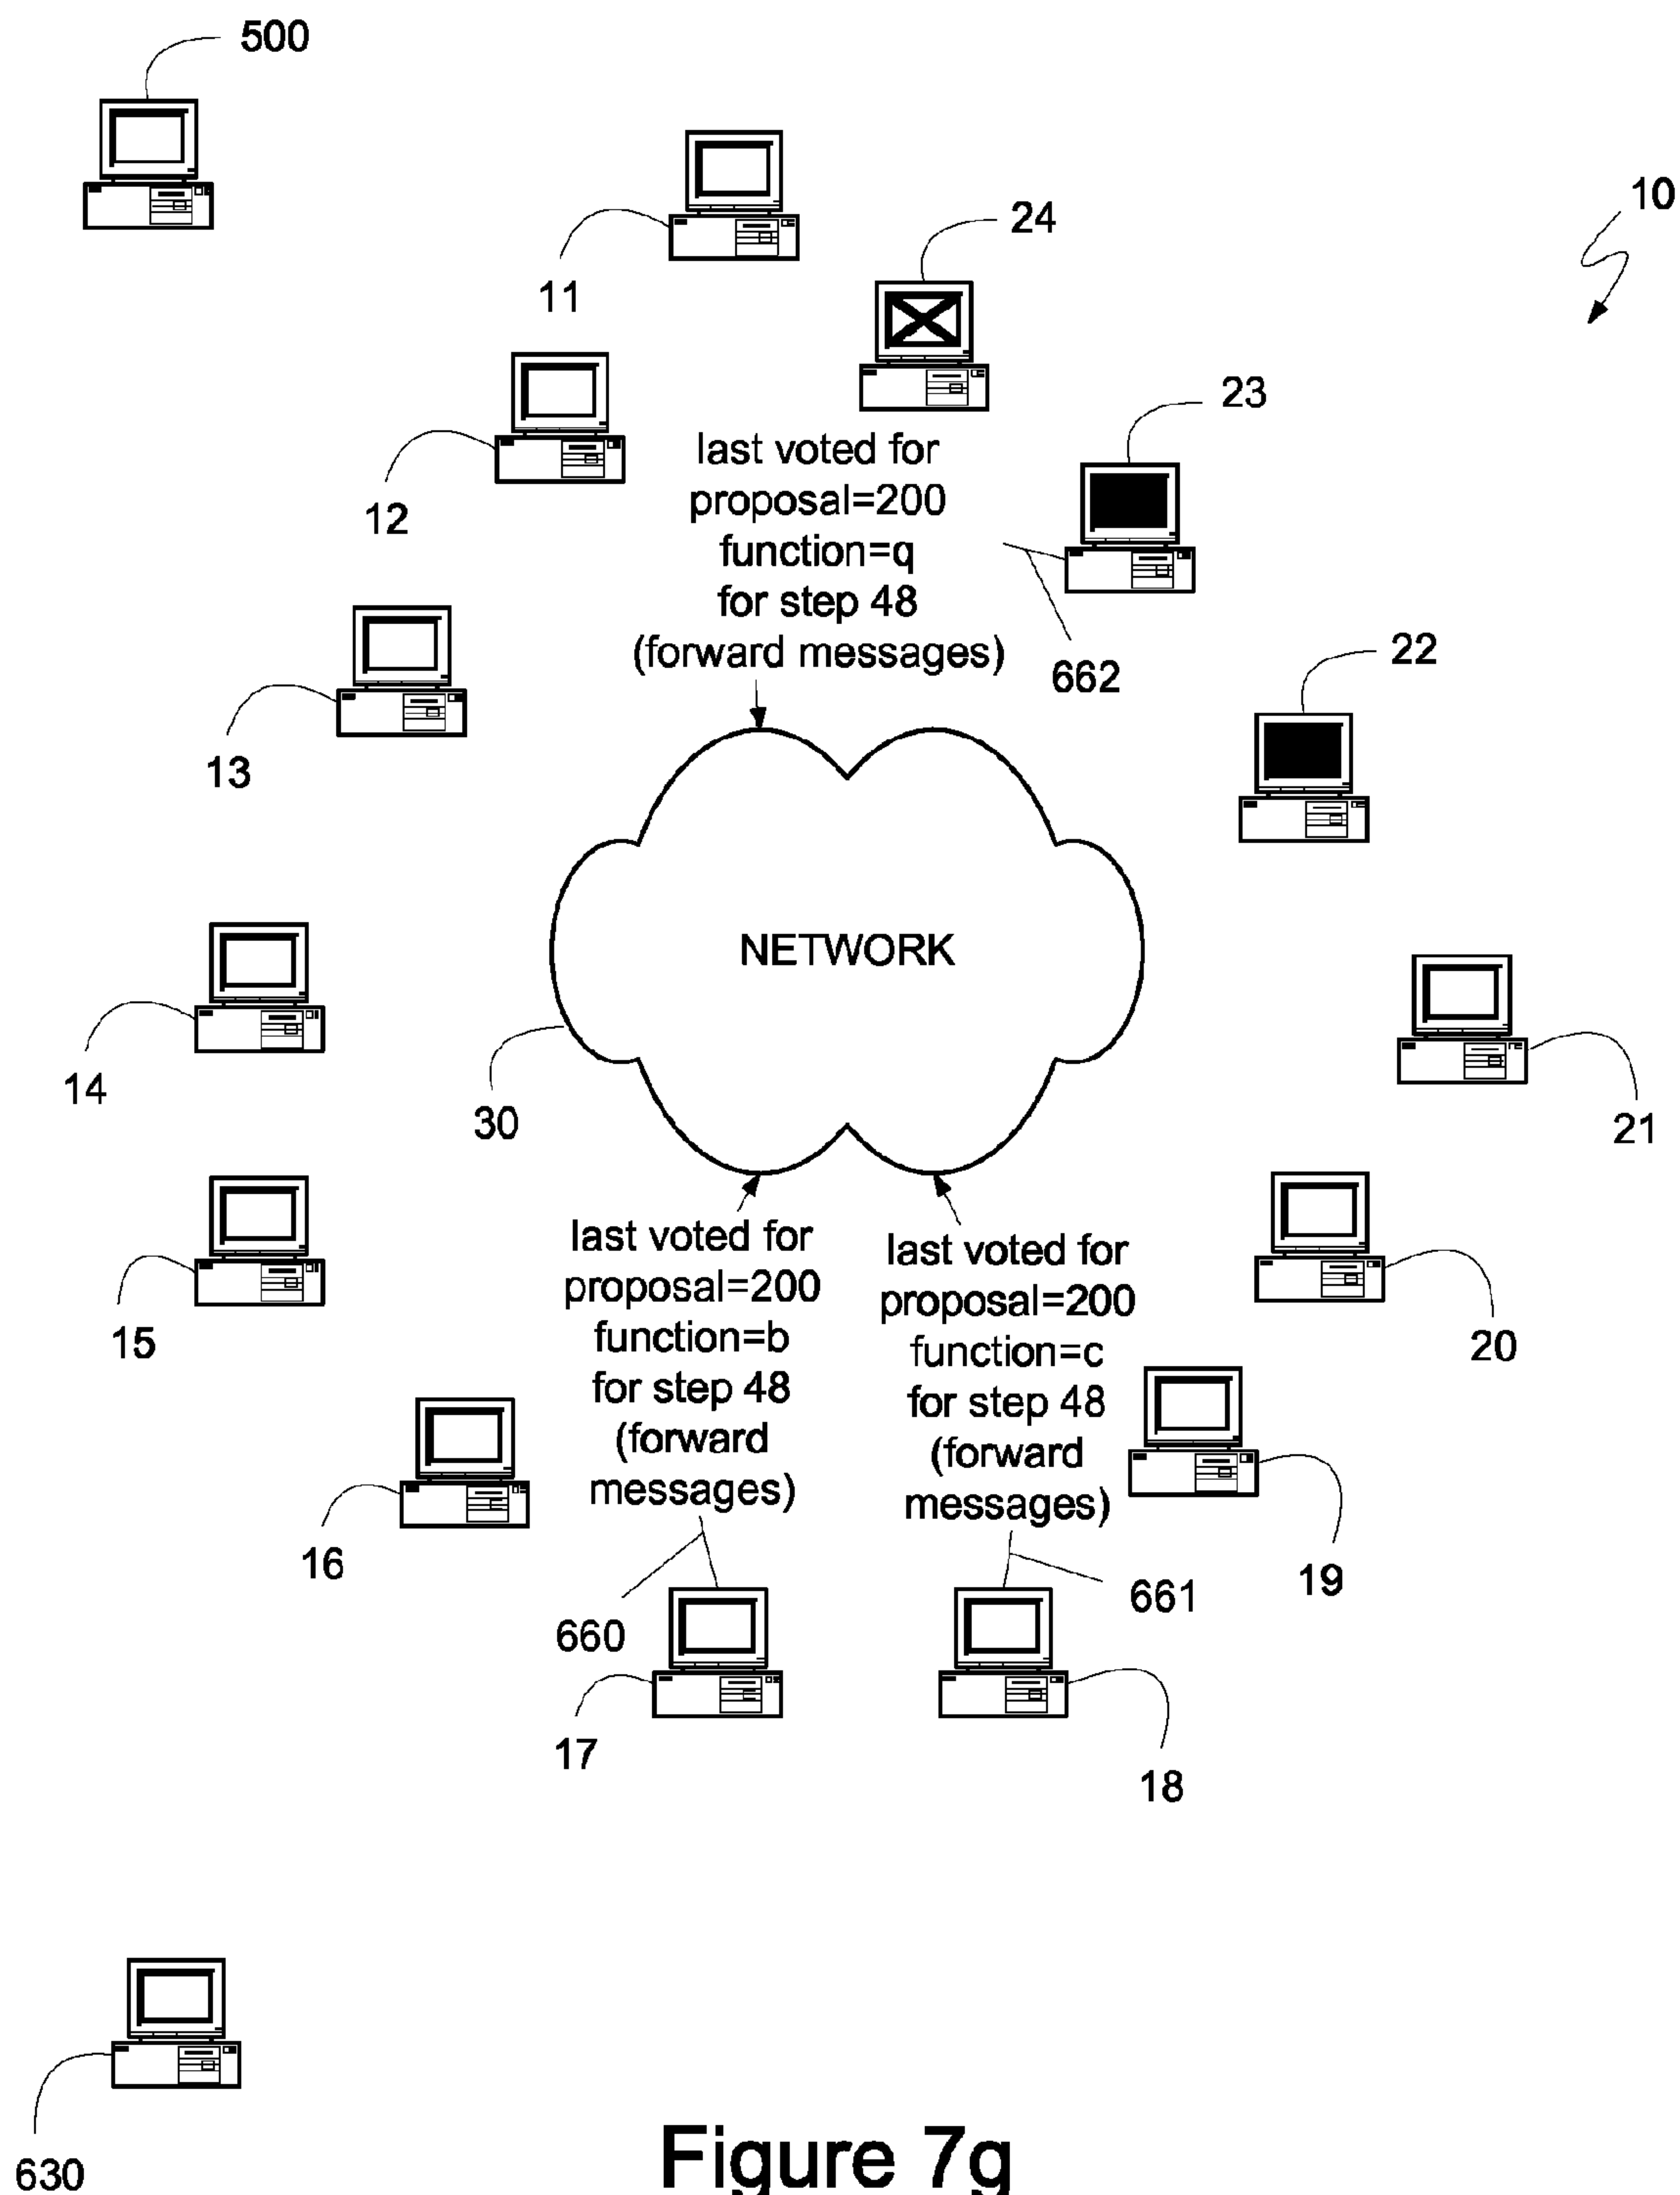 500
10
11
24
23
12
last voted for
proposal=200
function=q
for step 48
(forward messages)
662
22
13
NETWORK
14
30
21
15
last voted for
proposal=200
function=b
for step 48
(forward
messages)
last voted for
proposal=200
function=c
for step 48
(forward
messages)
20
16
19
660
661
17
18
630
Figure 7g